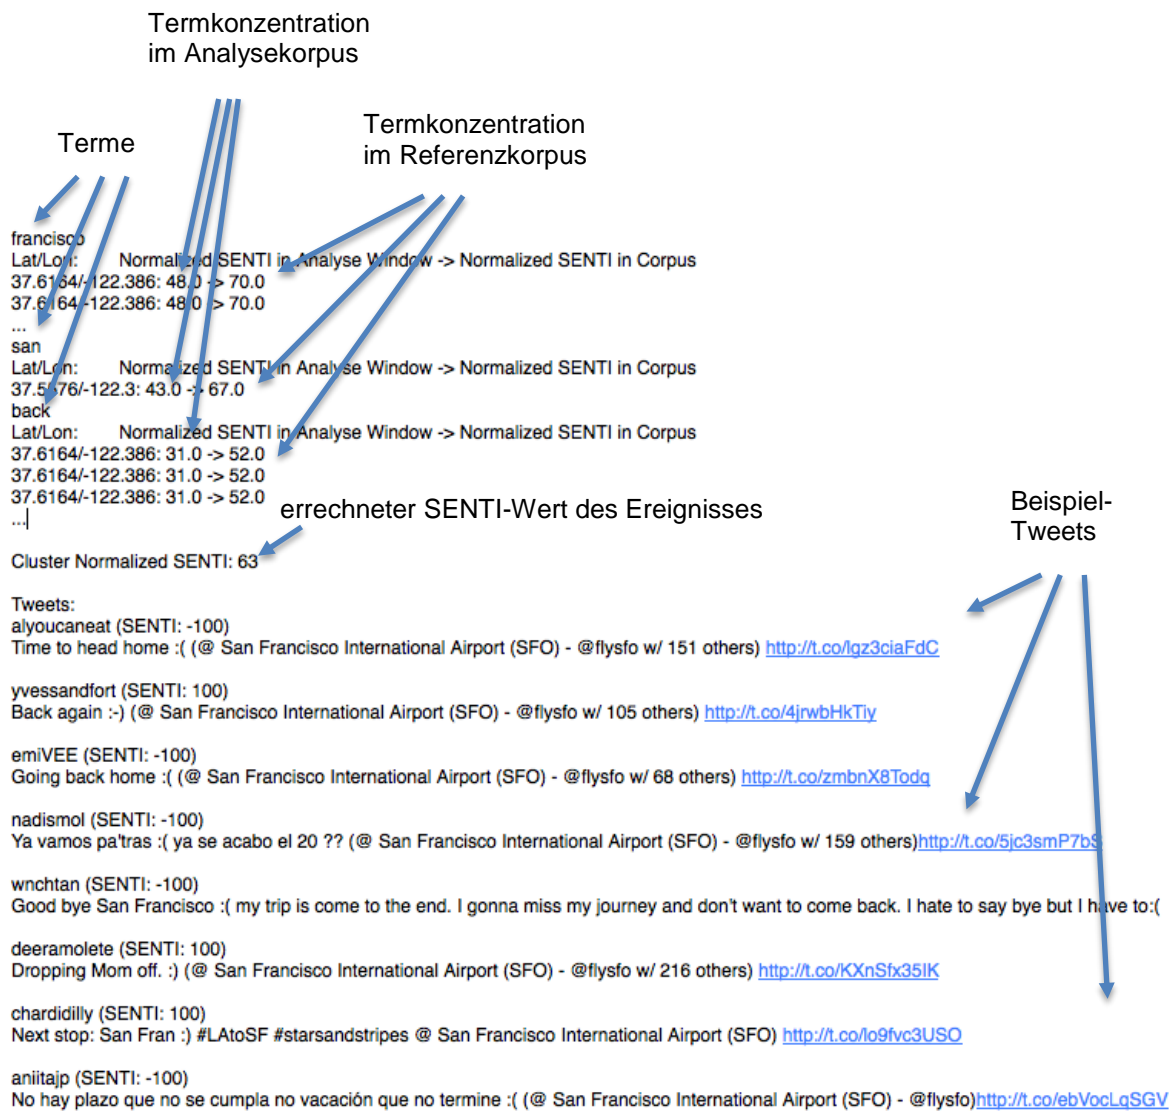 Termkonzentration
im Analysekorpus
Termkonzentration
im Referenzkorpus
Terme
francisco
Lat/Lon: Normalized SENTI in Analyse Window -> Normalized SENTI in Corpus
37.6164/-122.386: 48.0 -> 70.0
37.6164/-122.386: 48.0 -> 70.0
...
san
Lat/Lon: Normalized SENTI in Analyse Window -> Normalized SENTI in Corpus
37.5576/-122.3: 43.0 -> 67.0
back
Lat/Lon: Normalized SENTI in Analyse Window -> Normalized SENTI in Corpus
37.6164/-122.386: 31.0 -> 52.0
37.6164/-122.386: 31.0 -> 52.0
37.6164/-122.386: 31.0 -> 52.0
...
errechneter SENTI-Wert des Ereignisses
Beispiel-
Tweets
Cluster Normalized SENTI: 63
Tweets:
alyoucaneat (SENTI: -100)
Time to head home :( (@ San Francisco International Airport (SFO) - @flysfo w/ 151 others) http://t.co/lgz3ciaFdC
yvessandfort (SENTI: 100)
Back again :-) (@ San Francisco International Airport (SFO) - @flysfo w/ 105 others) http://t.co/4jrwbHkTiy
emiVEE (SENTI: -100)
Going back home :( (@ San Francisco International Airport (SFO) - @flysfo w/ 68 others) http://t.co/zmbnX8Todq
nadismol (SENTI: -100)
Ya vamos pa'tras :( ya se acabo el 20 ?? (@ San Francisco International Airport (SFO) - @flysfo w/ 159 others)http://t.co/5jc3smP7bS
wnchtan (SENTI: -100)
Good bye San Francisco :( my trip is come to the end. I gonna miss my journey and don't want to come back. I hate to say bye but I have to:(
deeramolete (SENTI: 100)
Dropping Mom off. :) (@ San Francisco International Airport (SFO) - @flysfo w/ 216 others) http://t.co/KXnSfx35IK
chardidilly (SENTI: 100)
Next stop: San Fran :) #LAtoSF #starsandstripes @ San Francisco International Airport (SFO) http://t.co/lo9fvc3USO
aniitajp (SENTI: -100)
No hay plazo que no se cumpla no vacación que no termine :( (@ San Francisco International Airport (SFO) - @flysfo)http://t.co/ebVocLqSGV